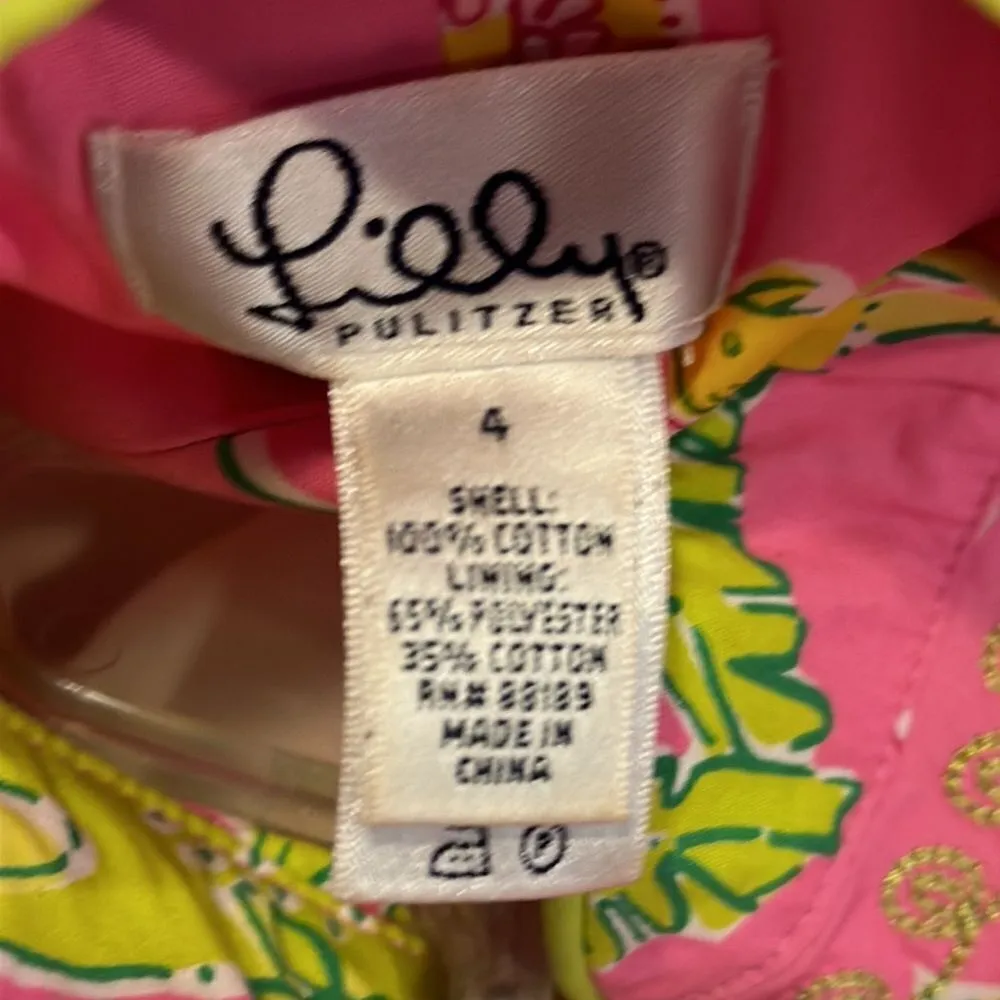 Lilly®
PULITZER
4
SHELL:
100% COTTON
LINING:
65% POLYESTER
35% COTTON
RN# 88189
MADE IN
CHINA
P